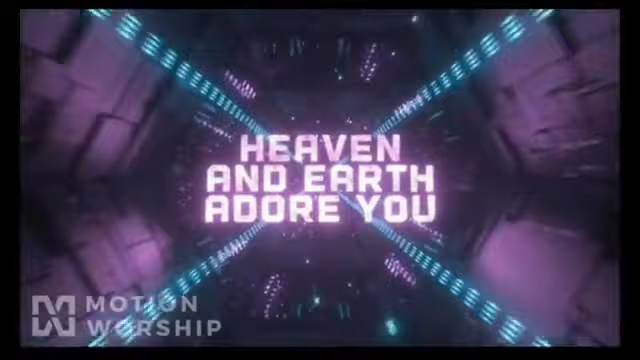 HEAVEN
AND EARTH
ADORE YOU
MOTION
WORSHIP